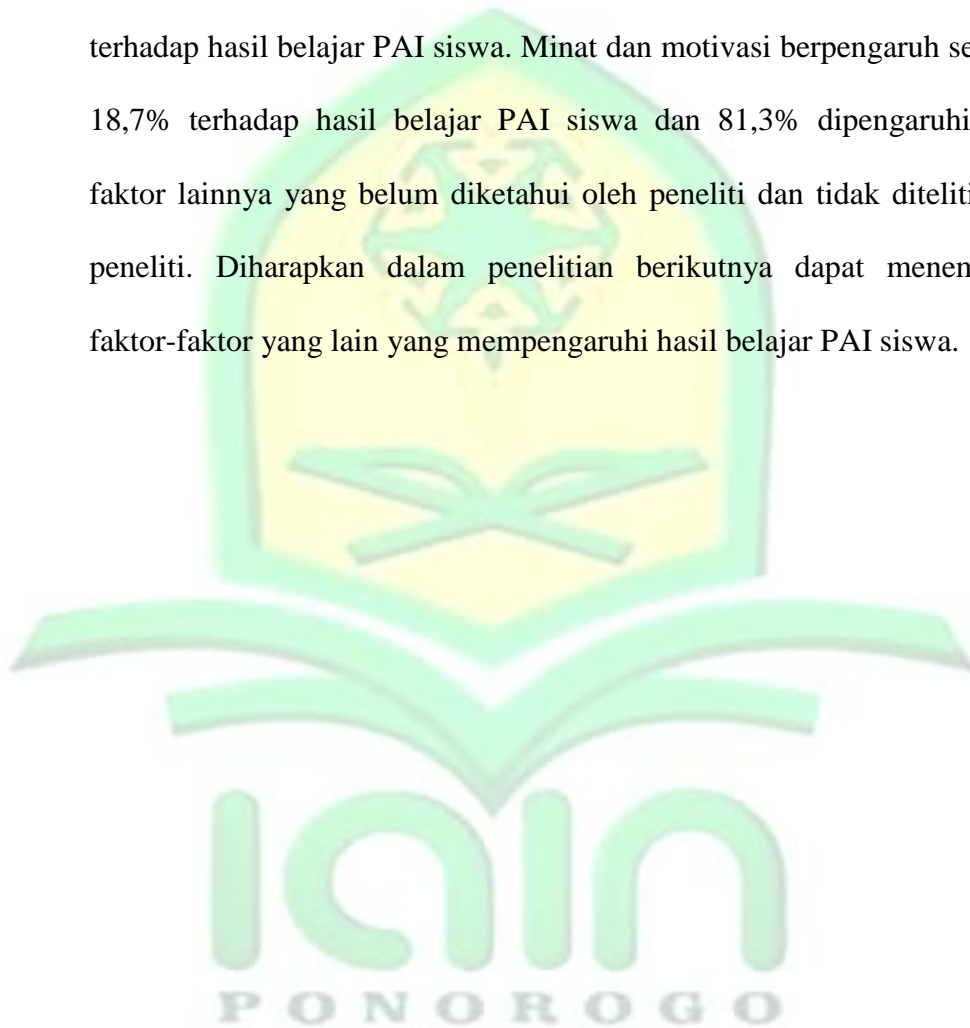 terhadap hasil belajar PAI siswa. Minat dan motivasi berpengaruh se
18,7% terhadap hasil belajar PAI siswa dan 81,3% dipengaruhi
faktor lainnya yang belum diketahui oleh peneliti dan tidak diteliti
peneliti. Diharapkan dalam penelitian berikutnya dapat menem
faktor-faktor yang lain yang mempengaruhi hasil belajar PAI siswa.
iain
PONOROGO